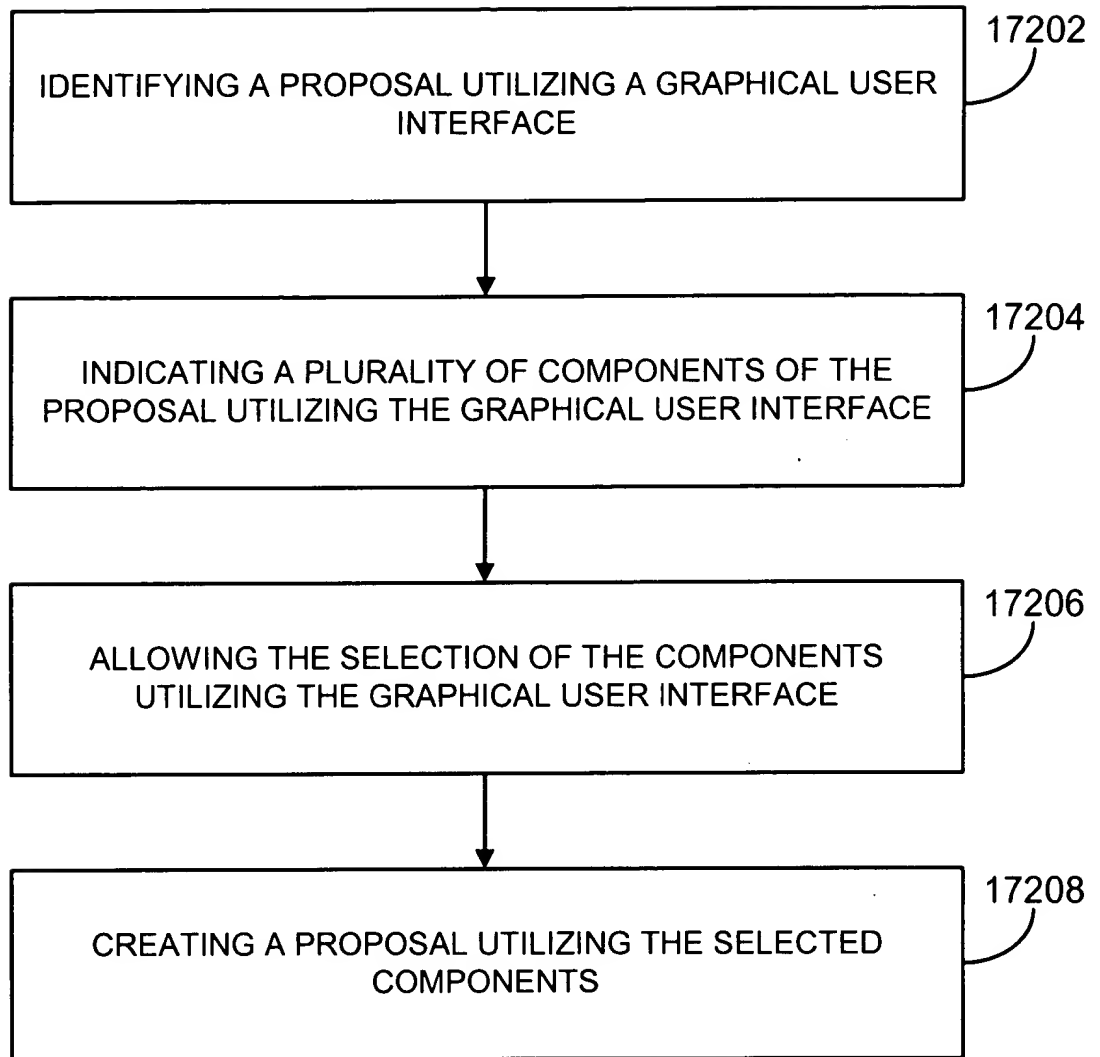 17202
IDENTIFYING A PROPOSAL UTILIZING A GRAPHICAL USER
INTERFACE
17204
INDICATING A PLURALITY OF COMPONENTS OF THE
PROPOSAL UTILIZING THE GRAPHICAL USER INTERFACE
17206
ALLOWING THE SELECTION OF THE COMPONENTS
UTILIZING THE GRAPHICAL USER INTERFACE
17208
CREATING A PROPOSAL UTILIZING THE SELECTED
COMPONENTS